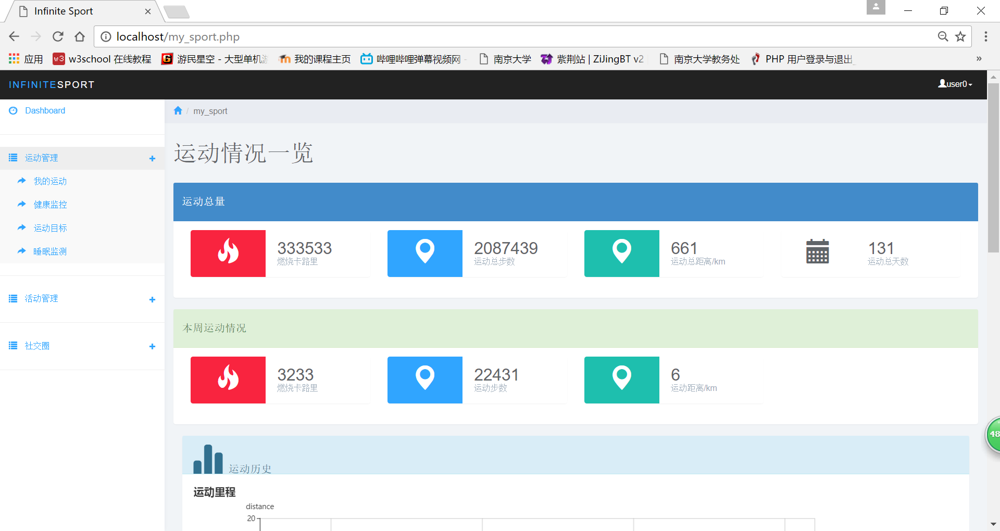 Infinite Sport
localhost/my_sport.php
应用 w3school 在线教程 游民星空 - 大型单机游 我的课程主页 哔哩哔哩弹幕视频网 - 南京大学 紫荆站 | ZiJingBT v2 南京大学教务处 PHP 用户登录与退出_ »
INFINITESPORT user0
Dashboard
my_sport
运动管理
我的运动
健康监控
运动目标
睡眠监测
活动管理
社交圈
运动情况一览
运动总量
333533
燃烧卡路里
2087439
运动总步数
661
运动总距离/km
131
运动总天数
本周运动情况
3233
燃烧卡路里
22431
运动步数
6
运动距离/km
48
运动历史
运动里程
distance
20